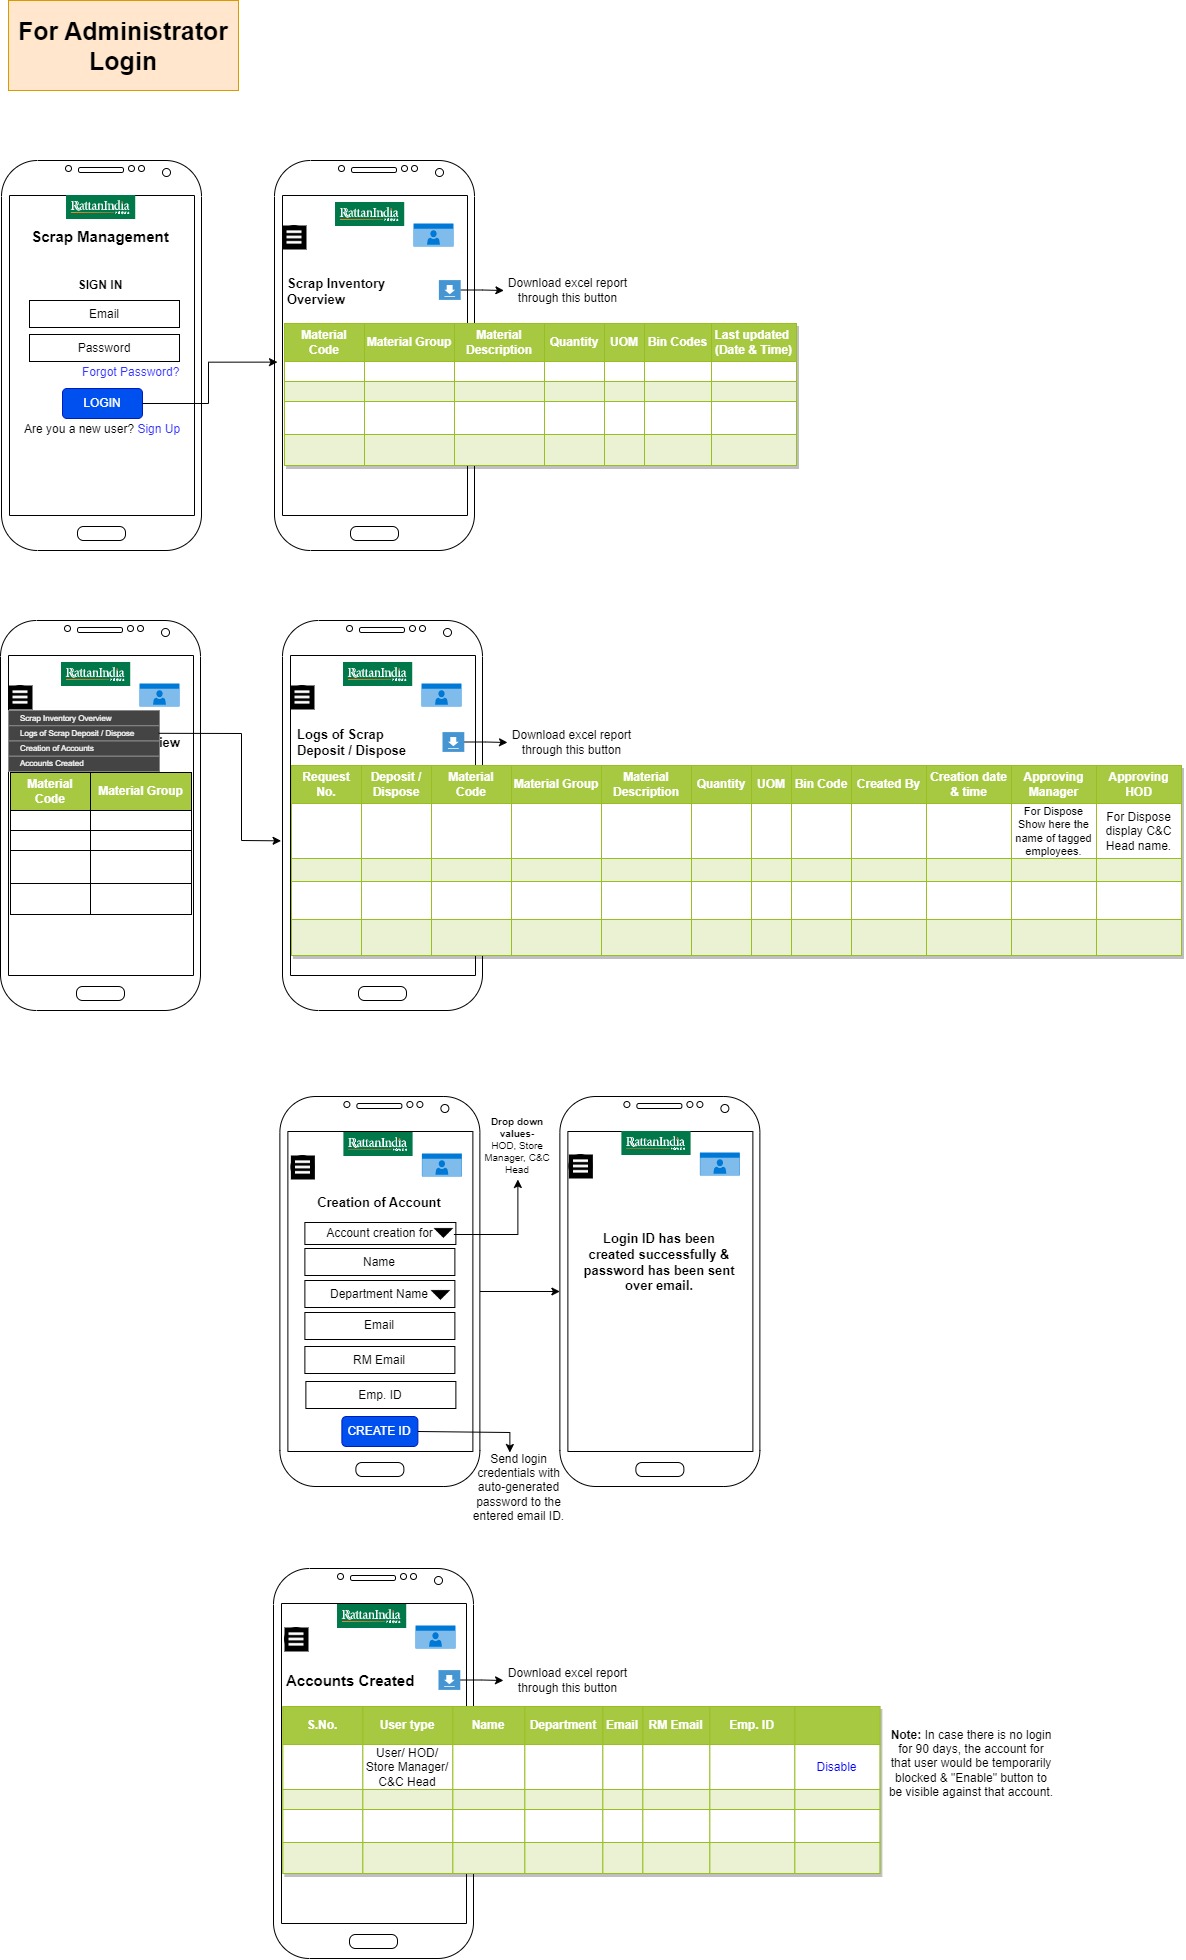 For Administrator
Login
RattanIndia
Scrap Management
SIGN IN
Email
Password
Forgot Password?
LOGIN
Are you a new user? Sign Up
RattanIndia
Scrap Inventory
Overview
Download excel report
through this button
Material
Code
Material Group
Material
Description
Quantity
UOM
Bin Codes
Last updated
(Date & Time)
RattanIndia
iew
Scrap Inventory Overview
Logs of Scrap Deposit / Dispose
Creation of Accounts
Accounts Created
Material
Code
Material Group
RattanIndia
Logs of Scrap
Deposit / Dispose
Download excel report
through this button
Request
No.
Deposit /
Dispose
Material
Code
Material Group
Material
Description
Quantity
UOM
Bin Code
Created By
Creation date
& time
Approving
Manager
Approving
HOD
For Dispose
Show here the
name of tagged
employees.
For Dispose
display C&C
Head name.
RattanIndia
Creation of Account
Account creation for
Name
Department Name
Email
RM Email
Emp. ID
CREATE ID
Drop down
values-
HOD, Store
Manager, C&C
Head
Send login
credentials with
auto-generated
password to the
entered email ID.
RattanIndia
Login ID has been
created successfully &
password has been sent
over email.
RattanIndia
Accounts Created
Download excel report
through this button
S.No.
User type
Name
Department
Email
RM Email
Emp. ID
User/ HOD/
Store Manager/
C&C Head
Disable
Note: In case there is no login
for 90 days, the account for
that user would be temporarily
blocked & "Enable" button to
be visible against that account.